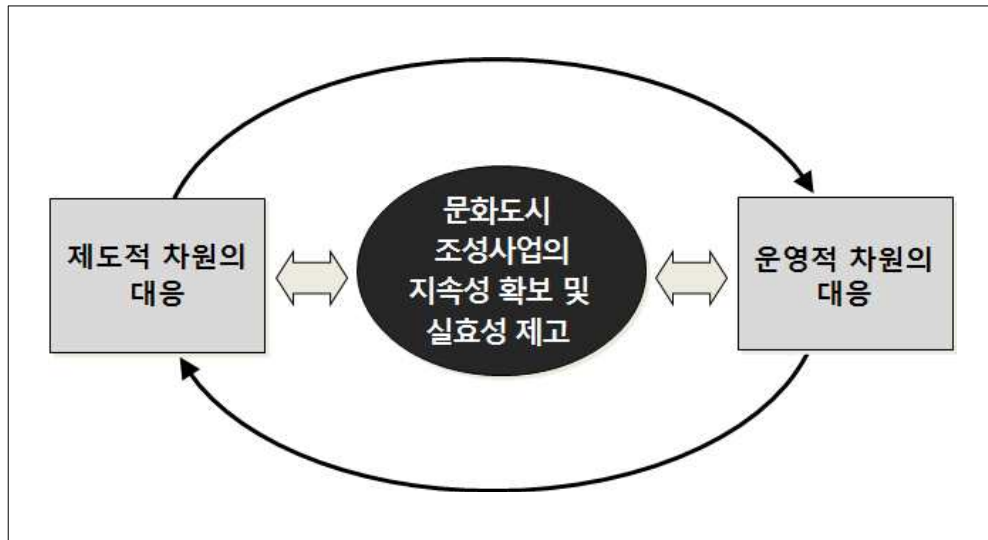 제도적 차원의
대응
문화도시
조성사업의
지속성 확보 및
실효성 제고
운영적 차원의
대응